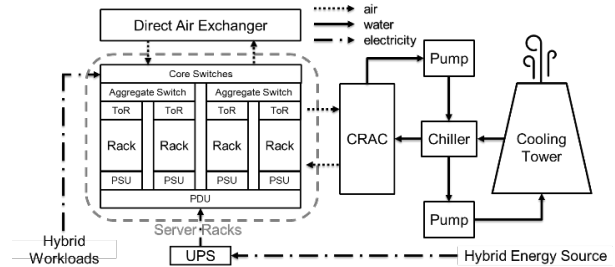 Direct Air Exchanger
air
water
electricity
Core Switches
Aggregate Switch Aggregate Switch
ToR ToR ToR ToR
Rack Rack Rack Rack
PSU PSU PSU PSU
PDU
Server Racks
CRAC
Pump
Chiller
Pump
Cooling
Tower
Hybrid
Workloads
UPS
Hybrid Energy Source